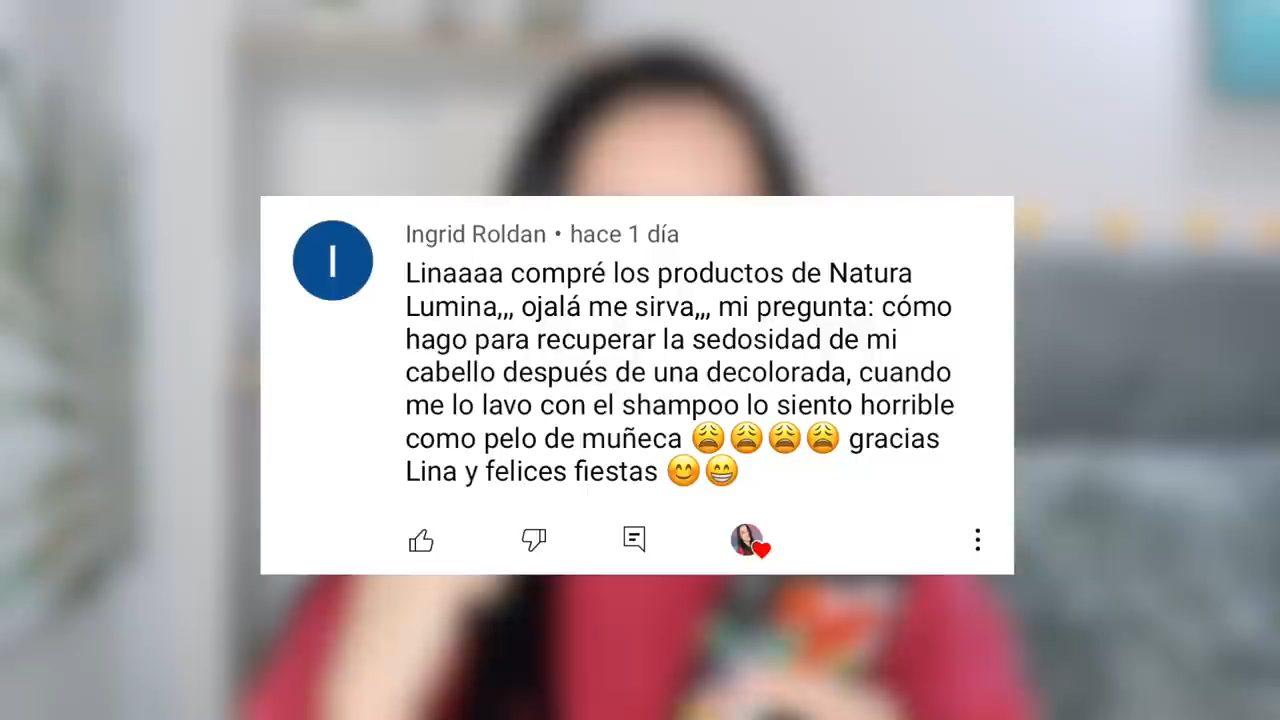 I
Ingrid Roldan • hace 1 día
Linaaaa compré los productos de Natura
Lumina,,, ojalá me sirva,,, mi pregunta: cómo
hago para recuperar la sedosidad de mi
cabello después de una decolorada, cuando
me lo lavo con el shampoo lo siento horrible
como pelo de muñeca 😩😩😩😩 gracias
Lina y felices fiestas 😊😁